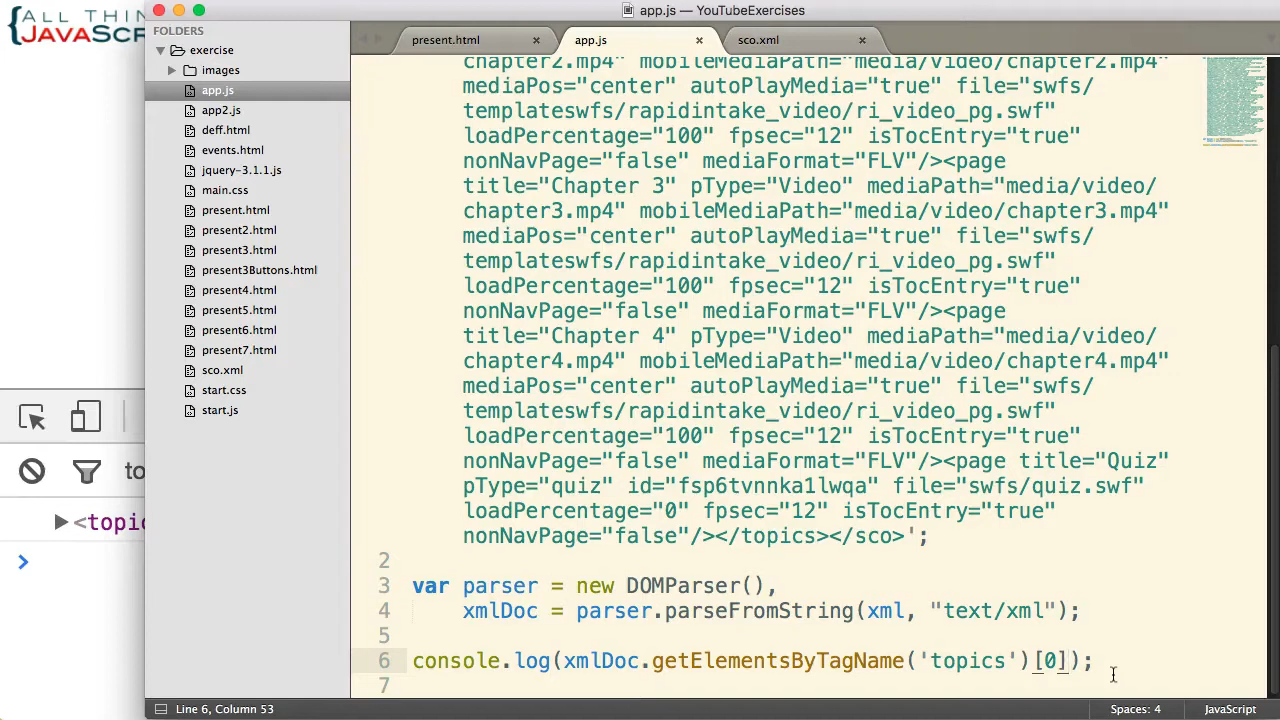 {ALL THIN
JAVASCR
app.js — YouTubeExercises
FOLDERS
exercise
images
app.js
app2.js
deff.html
events.html
jquery-3.1.1.js
main.css
present.html
present2.html
present3.html
present3Buttons.html
present4.html
present5.html
present6.html
present7.html
sco.xml
start.css
start.js
to
▶<topic
>
present.html × app.js × sco.xml ×
chapter2.mp4" mobileMediaPath="media/video/chapter2.mp4"
mediaPos="center" autoPlayMedia="true" file="swfs/
templateswfs/rapidintake_video/ri_video_pg.swf"
loadPercentage="100" fpsec="12" isTocEntry="true"
nonNavPage="false" mediaFormat="FLV"/><page
title="Chapter 3" pType="Video" mediaPath="media/video/
chapter3.mp4" mobileMediaPath="media/video/chapter3.mp4"
mediaPos="center" autoPlayMedia="true" file="swfs/
templateswfs/rapidintake_video/ri_video_pg.swf"
loadPercentage="100" fpsec="12" isTocEntry="true"
nonNavPage="false" mediaFormat="FLV"/><page
title="Chapter 4" pType="Video" mediaPath="media/video/
chapter4.mp4" mobileMediaPath="media/video/chapter4.mp4"
mediaPos="center" autoPlayMedia="true" file="swfs/
templateswfs/rapidintake_video/ri_video_pg.swf"
loadPercentage="100" fpsec="12" isTocEntry="true"
nonNavPage="false" mediaFormat="FLV"/><page title="Quiz"
pType="quiz" id="fsp6tvnnka1lwqa" file="swfs/quiz.swf"
loadPercentage="0" fpsec="12" isTocEntry="true"
nonNavPage="false"/></topics></sco>';
2
3 var parser = new DOMParser(),
4 xmlDoc = parser.parseFromString(xml, "text/xml");
5
6 console.log(xmlDoc.getElementsByTagName('topics')[0]);
7
Line 6, Column 53
Spaces: 4
JavaScript